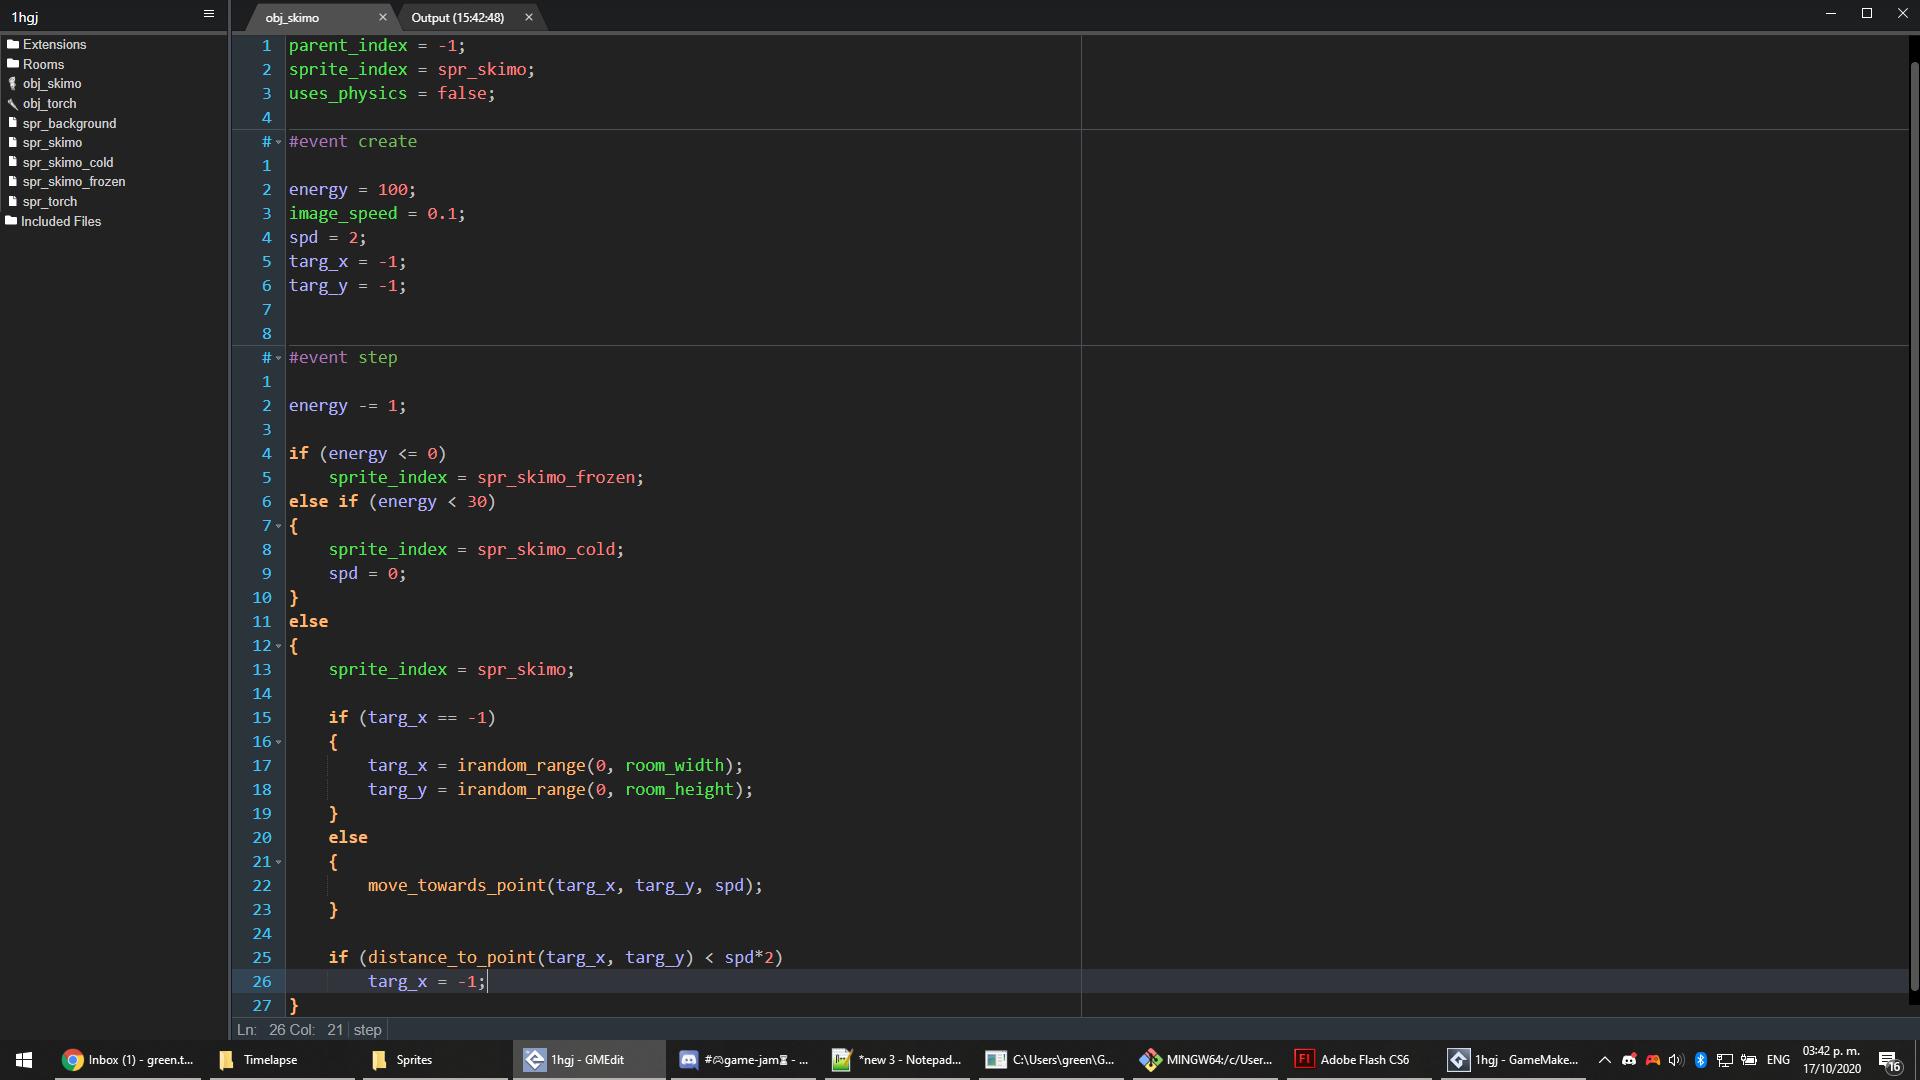 1hgj
Extensions
Rooms
obj_skimo
obj_torch
spr_background
spr_skimo
spr_skimo_cold
spr_skimo_frozen
spr_torch
Included Files
obj_skimo ×
Output (15:42:48) ×
1 parent_index = -1;
2 sprite_index = spr_skimo;
3 uses_physics = false;
4
# #event create
1
2 energy = 100;
3 image_speed = 0.1;
4 spd = 2;
5 targ_x = -1;
6 targ_y = -1;
7
8
# #event step
1
2 energy -= 1;
3
4 if (energy <= 0)
5 sprite_index = spr_skimo_frozen;
6 else if (energy < 30)
7 {
8 sprite_index = spr_skimo_cold;
9 spd = 0;
10 }
11 else
12 {
13 sprite_index = spr_skimo;
14
15 if (targ_x == -1)
16 {
17 targ_x = irandom_range(0, room_width);
18 targ_y = irandom_range(0, room_height);
19 }
20 else
21 {
22 move_towards_point(targ_x, targ_y, spd);
23 }
24
25 if (distance_to_point(targ_x, targ_y) < spd*2)
26 targ_x = -1;
27 }
Ln: 26 Col: 21 step
Inbox (1) - green.t...
Timelapse
Sprites
1hgj - GMEdit
#🎮game-jam⌛ - ...
*new 3 - Notepad...
C:\Users\green\G...
MINGW64:/c/User...
Fl Adobe Flash CS6
1hgj - GameMake...
ENG
03:42 p. m.
17/10/2020
16